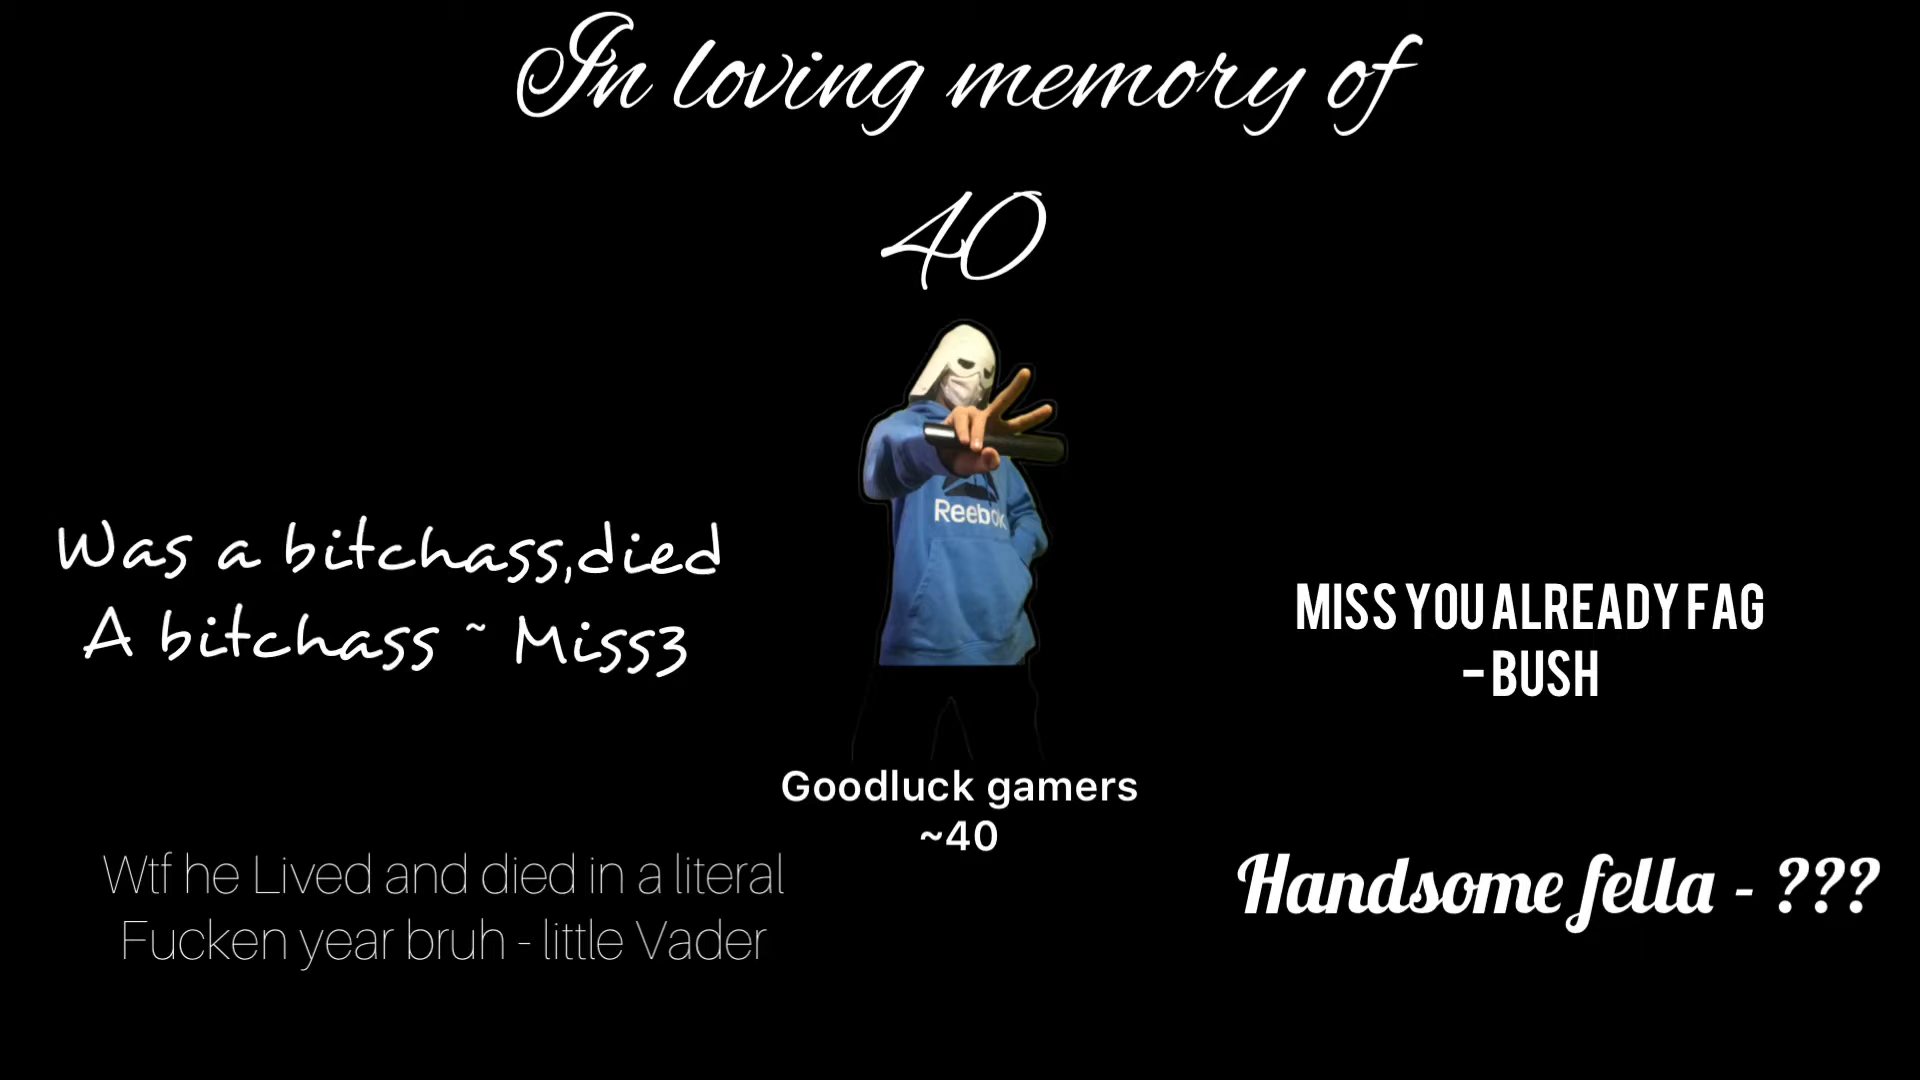 In loving memory of
40
Reebok
Was a bitchass,died
A bitchass ~ Miss3
MISS YOU ALREADY FAG
- BUSH
Goodluck gamers
~40
Wtf he Lived and died in a literal
Fucken year bruh - little Vader
Handsome fella - ???